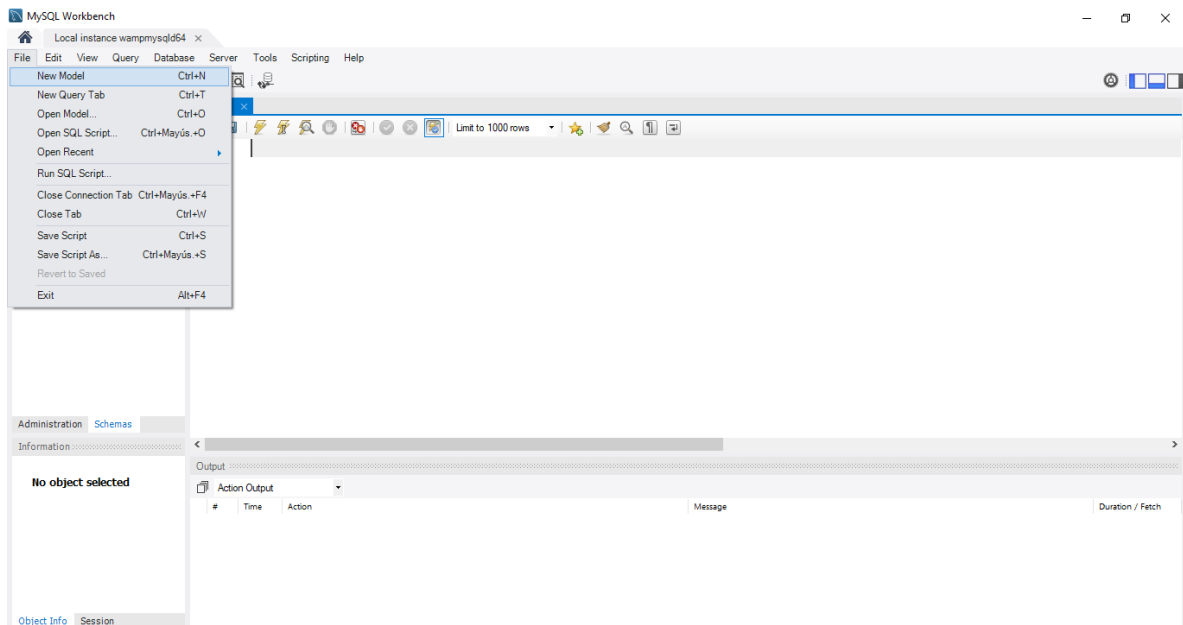 MySQL Workbench
Local instance wampmysqld64
File Edit View Query Database Server Tools Scripting Help
New Model Ctrl+N
New Query Tab Ctrl+T
Open Model... Ctrl+O
Open SQL Script... Ctrl+Mayús.+O
Limit to 1000 rows
Open Recent
Run SQL Script...
Close Connection Tab Ctrl+Mayús.+F4
Close Tab Ctrl+W
Save Script Ctrl+S
Save Script As... Ctrl+Mayús.+S
Revert to Saved
Exit Alt+F4
Administration Schemas
Information
No object selected
Object Info Session
Output
Action Output
# Time Action Message Duration / Fetch